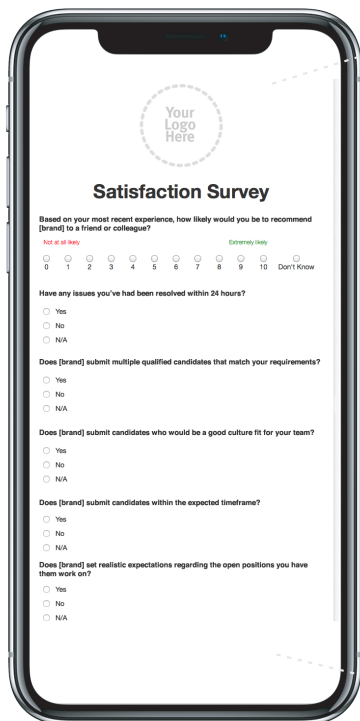 Your
Logo
Here
Satisfaction Survey
Based on your most recent experience, how likely would you be to recommend
[brand] to a friend or colleague?
Not at all likely Extremely likely
0 1 2 3 4 5 6 7 8 9 10 Don't Know
Have any issues you've had been resolved within 24 hours?
Yes
No
N/A
Does [brand] submit multiple qualified candidates that match your requirements?
Yes
No
N/A
Does [brand] submit candidates who would be a good culture fit for your team?
Yes
No
N/A
Does [brand] submit candidates within the expected timeframe?
Yes
No
N/A
Does [brand] set realistic expectations regarding the open positions you have
them work on?
Yes
No
N/A